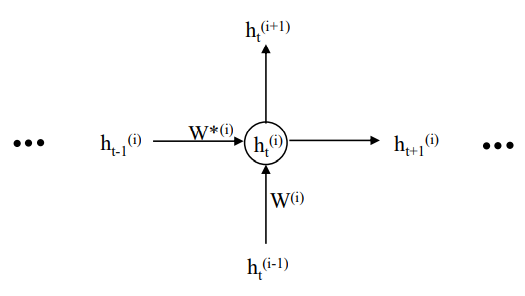 h_t^(i+1)
... h_{t-1}^(i) W*^(i) h_t^(i) h_{t+1}^(i) ...
W^(i)
h_t^(i-1)